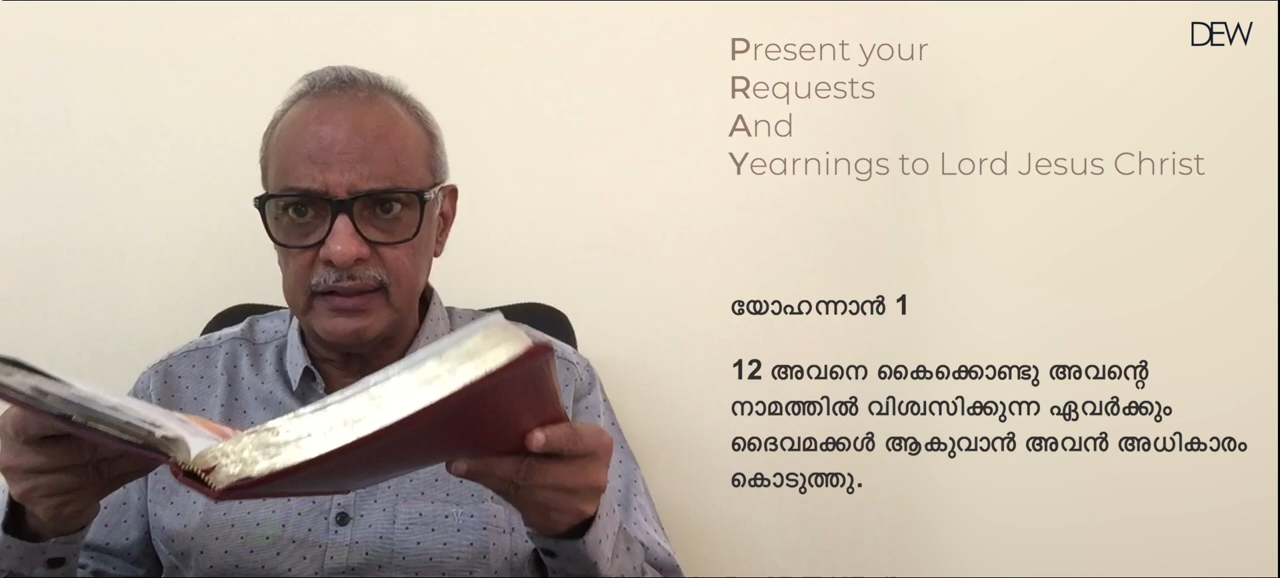 DEW
Present your
Requests
And
Yearnings to Lord Jesus Christ
യോഹന്നാൻ 1
12 അവനെ കൈക്കൊണ്ടു അവന്റെ
നാമത്തിൽ വിശ്വസിക്കുന്ന ഏവർക്കും
ദൈവമക്കൾ ആകുവാൻ അവൻ അധികാരം
കൊടുത്തു.